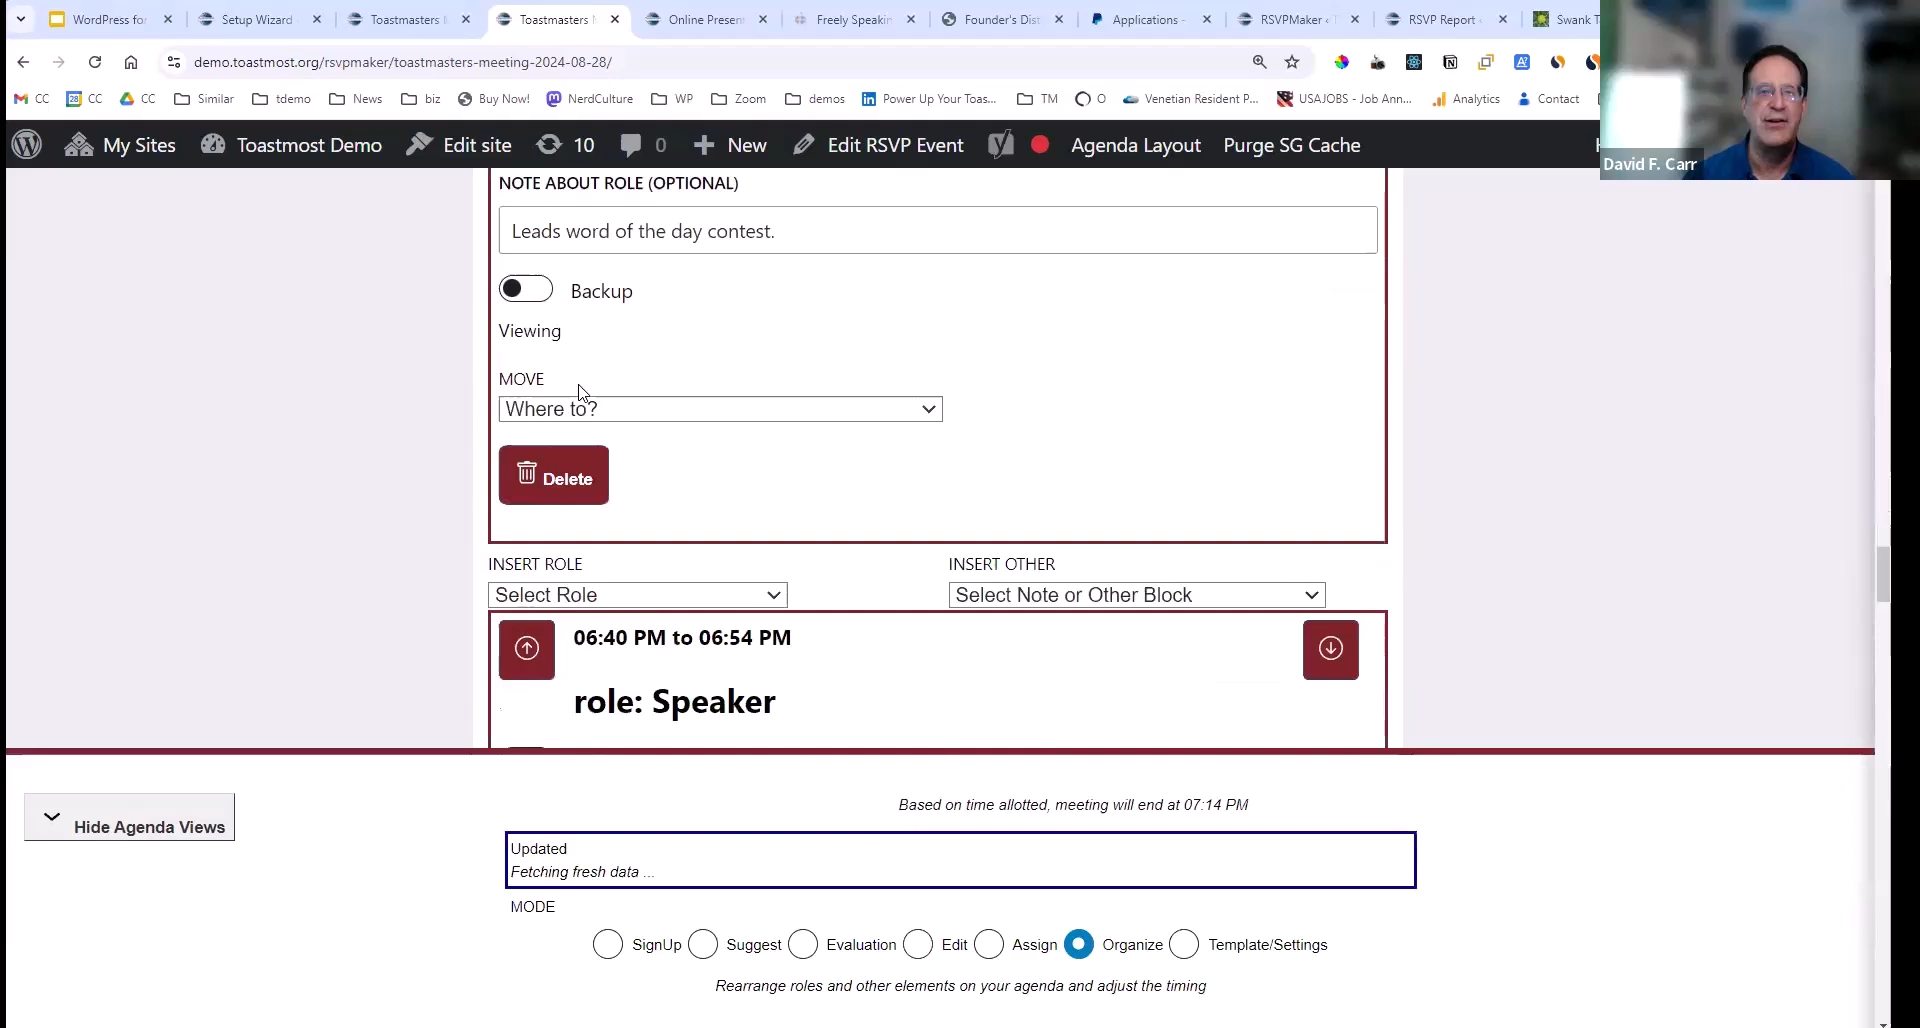 WordPress for
Setup Wizard
Toastmasters
Toastmasters
Online Presen
Freely Speakin
Founder's Dist
Applications -
RSVPMaker ‹
RSVP Report ‹
Swank T
demo.toastmost.org/rsvpmaker/toastmasters-meeting-2024-08-28/
CC
28 CC
CC
Similar
tdemo
News
biz
Buy Now!
NerdCulture
WP
Zoom
demos
Power Up Your Toas...
TM
O
Venetian Resident P...
USAJOBS - Job Ann...
Analytics
Contact
My Sites
Toastmost Demo
Edit site
10
0
New
Edit RSVP Event
Agenda Layout
Purge SG Cache
David F. Carr
NOTE ABOUT ROLE (OPTIONAL)
Leads word of the day contest.
Backup
Viewing
MOVE
Where to?
Delete
INSERT ROLE
INSERT OTHER
Select Role
Select Note or Other Block
06:40 PM to 06:54 PM
role: Speaker
Based on time allotted, meeting will end at 07:14 PM
Hide Agenda Views
Updated
Fetching fresh data ...
MODE
SignUp
Suggest
Evaluation
Edit
Assign
Organize
Template/Settings
Rearrange roles and other elements on your agenda and adjust the timing